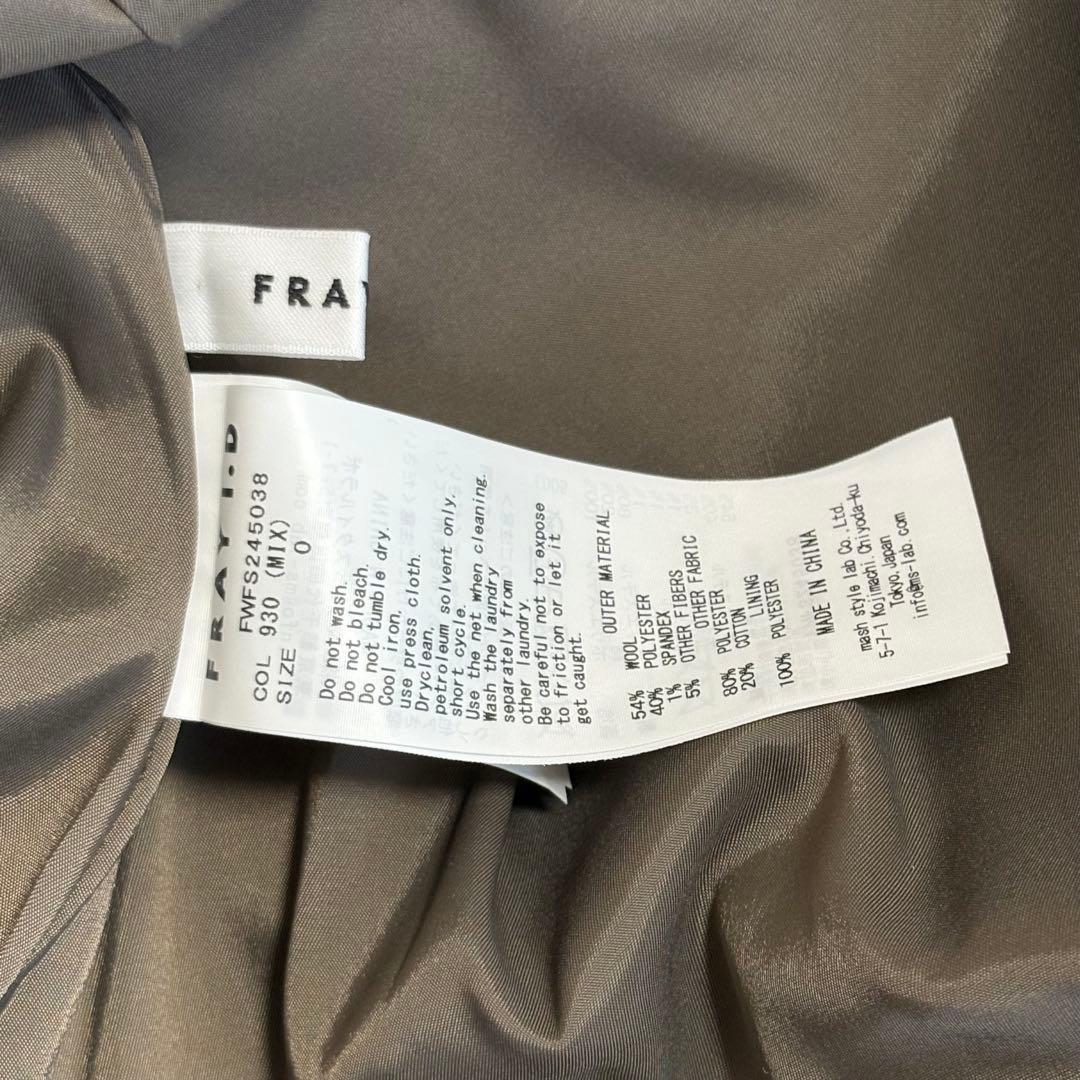 FRA
FRAY I.D
FWFS245038
COL 930 (MIX)
SIZE 0
Do not wash.
Do not bleach.
Do not tumble dry.
Cool iron.
use press cloth.
Dryclean.
petroleum solvent only.
short cycle.
Use the net when cleaning.
Wash the laundry
separately from
other laundry.
Be careful not to expose
to friction or let it
get caught.
OUTER MATERIAL
54% WOOL
40% POLYESTER
1% SPANDEX
5% OTHER FIBERS
OTHER FABRIC
80% POLYESTER
20% COTTON
LINING
100% POLYESTER
MADE IN CHINA
mash style lab Co.,Ltd.
5-7-1 Kojimachi.Chiyoda-ku
Tokyo.Japan
info@ms-lab.com